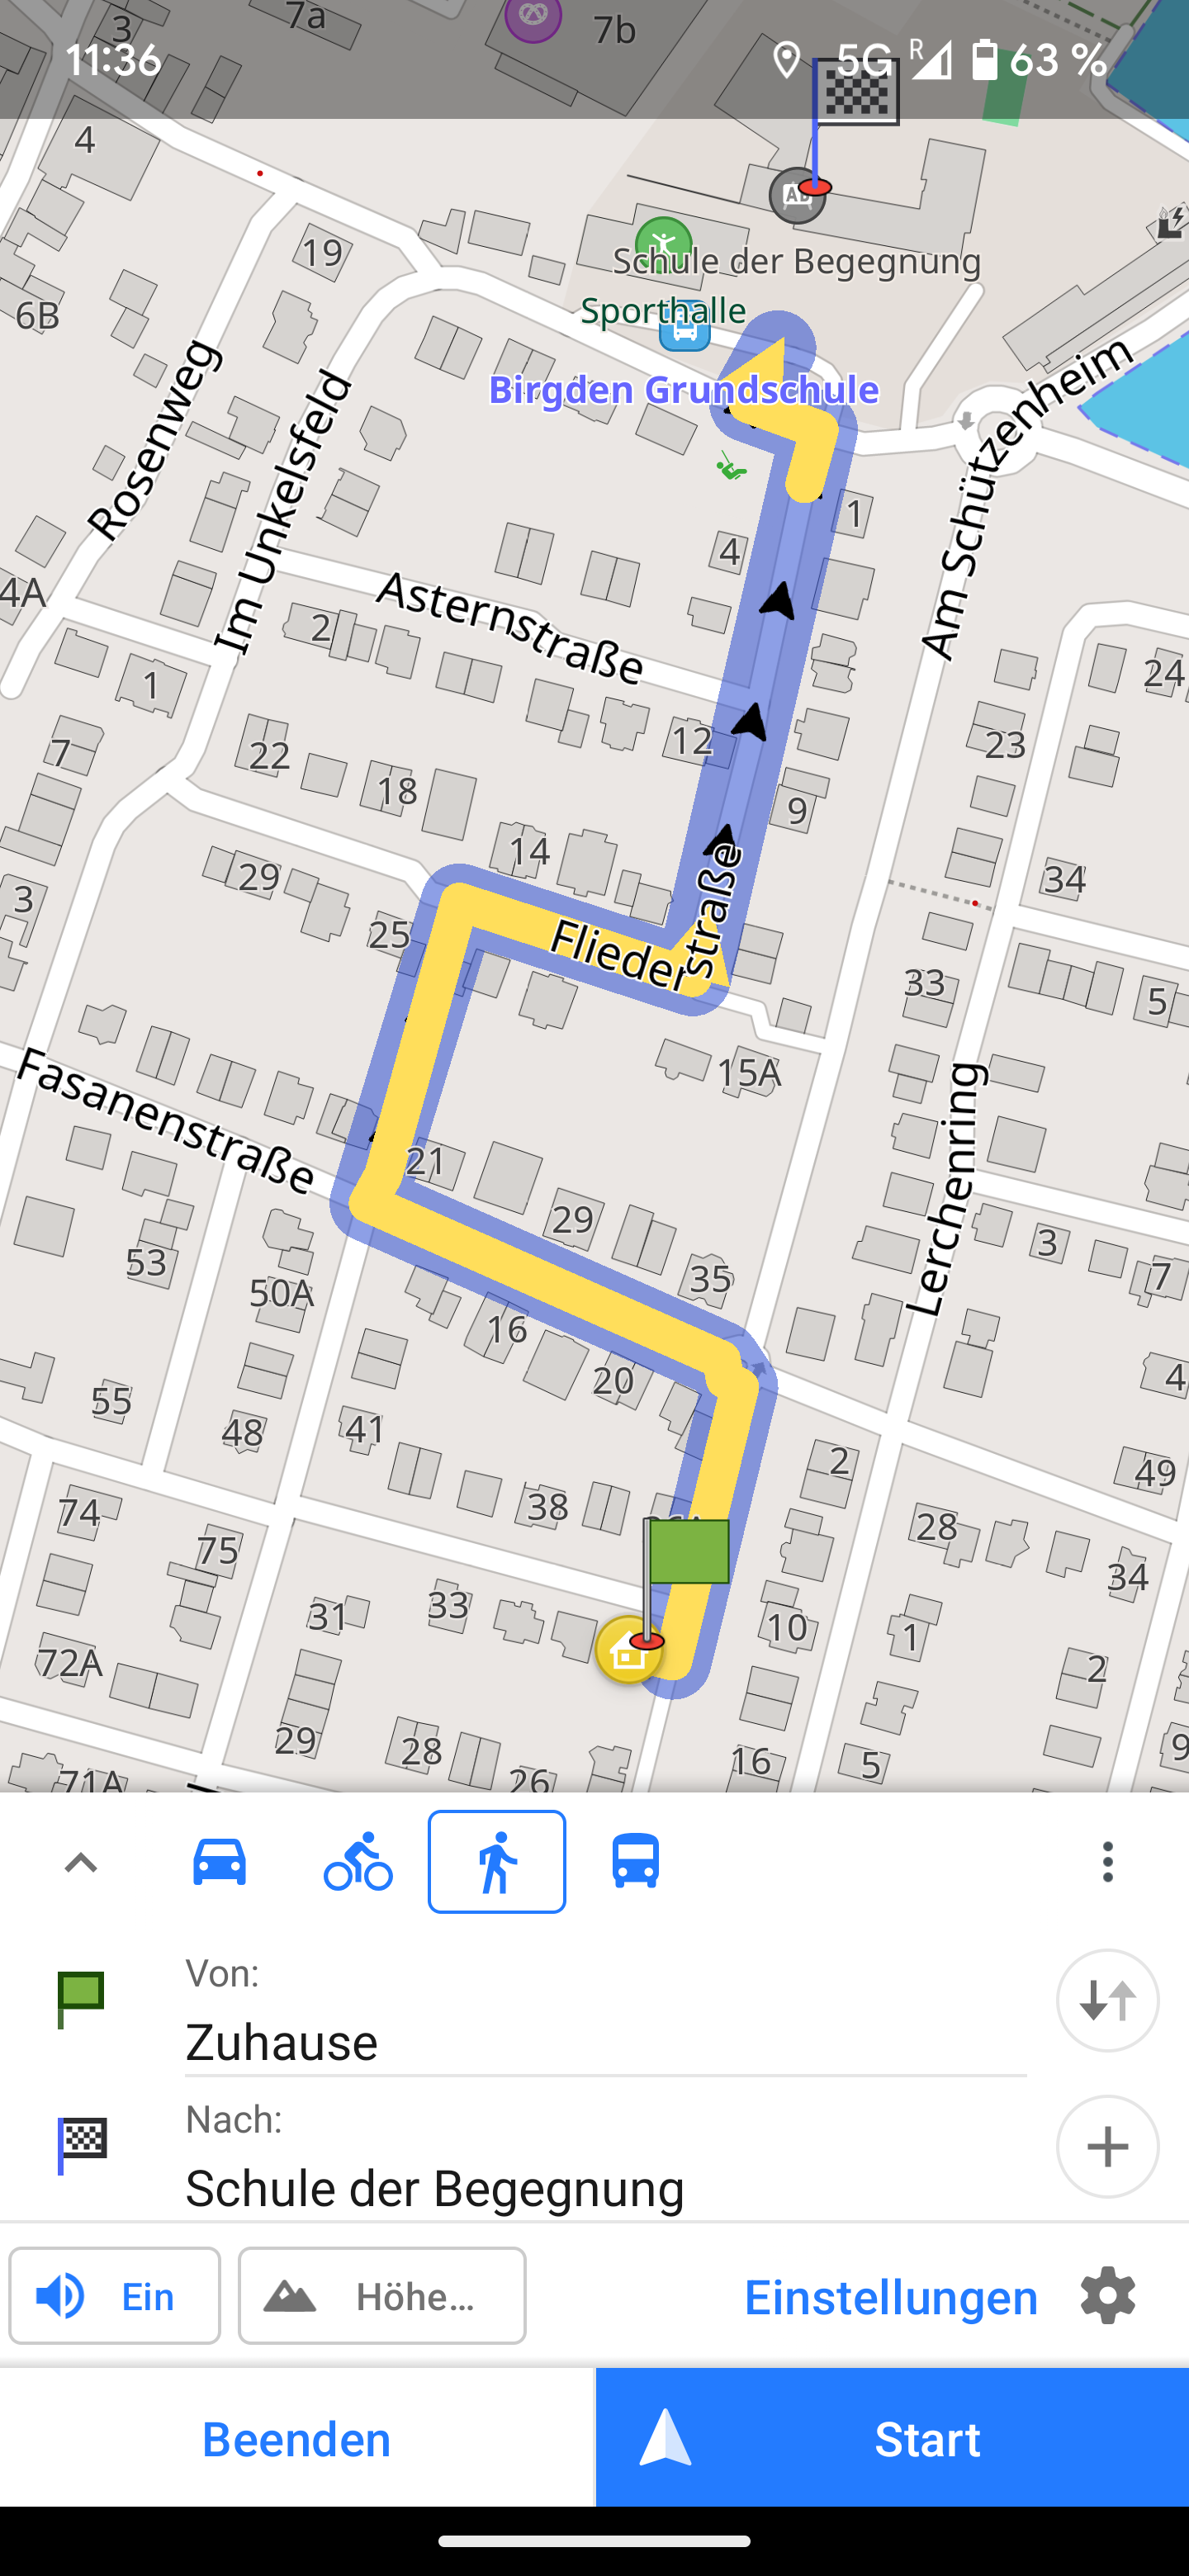 3
7a
7b
11:36
5G
R
63 %
4
19
Schule der Begegnung
6B
Sporthalle
Birgden Grundschule
Rosenweg
Im Unkelsfeld
Am Schützenheim
1
4
4A
Asternstraße
2
1
24
7
22
12
23
18
9
14
29
34
3
25
Fliederstraße
33
5
15A
Fasanenstraße
21
29
3
53
35
7
50A
Lerchenring
16
20
4
55
48
41
2
49
74
38
28
75
34
31
33
10
1
72A
2
29
28
16
5
9
71A
26
Von:
Zuhause
Nach:
Schule der Begegnung
Ein
Höhe...
Einstellungen
Beenden
Start